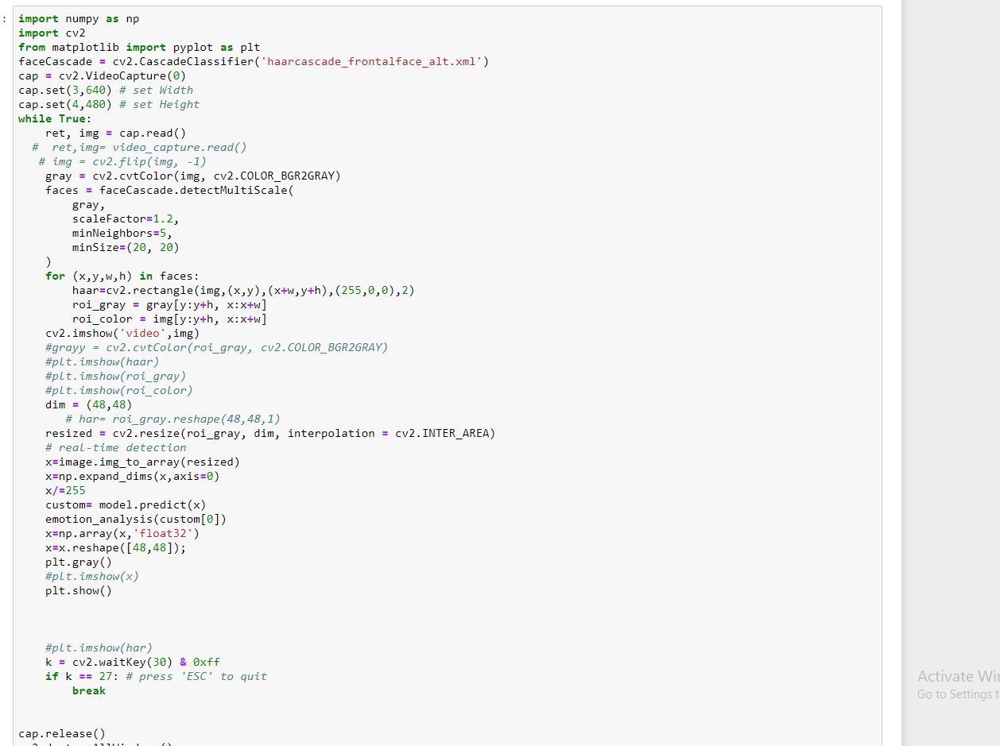 :
import numpy as np
import cv2
from matplotlib import pyplot as plt
faceCascade = cv2.CascadeClassifier('haarcascade_frontalface_alt.xml')
cap = cv2.VideoCapture(0)
cap.set(3,640) # set Width
cap.set(4,480) # set Height
while True:
    ret, img = cap.read()
  #  ret,img= video_capture.read()
   # img = cv2.flip(img, -1)
    gray = cv2.cvtColor(img, cv2.COLOR_BGR2GRAY)
    faces = faceCascade.detectMultiScale(
        gray,
        scaleFactor=1.2,
        minNeighbors=5,
        minSize=(20, 20)
    )
    for (x,y,w,h) in faces:
        haar=cv2.rectangle(img,(x,y),(x+w,y+h),(255,0,0),2)
        roi_gray = gray[y:y+h, x:x+w]
        roi_color = img[y:y+h, x:x+w]
    cv2.imshow('video',img)
    #grayy = cv2.cvtColor(roi_gray, cv2.COLOR_BGR2GRAY)
    #plt.imshow(haar)
    #plt.imshow(roi_gray)
    #plt.imshow(roi_color)
    dim = (48,48)
       # har= roi_gray.reshape(48,48,1)
    resized = cv2.resize(roi_gray, dim, interpolation = cv2.INTER_AREA)
    # real-time detection
    x=image.img_to_array(resized)
    x=np.expand_dims(x,axis=0)
    x/=255
    custom= model.predict(x)
    emotion_analysis(custom[0])
    x=np.array(x,'float32')
    x=x.reshape([48,48]);
    plt.gray()
    #plt.imshow(x)
    plt.show()
    #plt.imshow(har)
    k = cv2.waitKey(30) & 0xff
    if k == 27: # press 'ESC' to quit
        break
cap.release()
Activate Wi
Go to Settings t